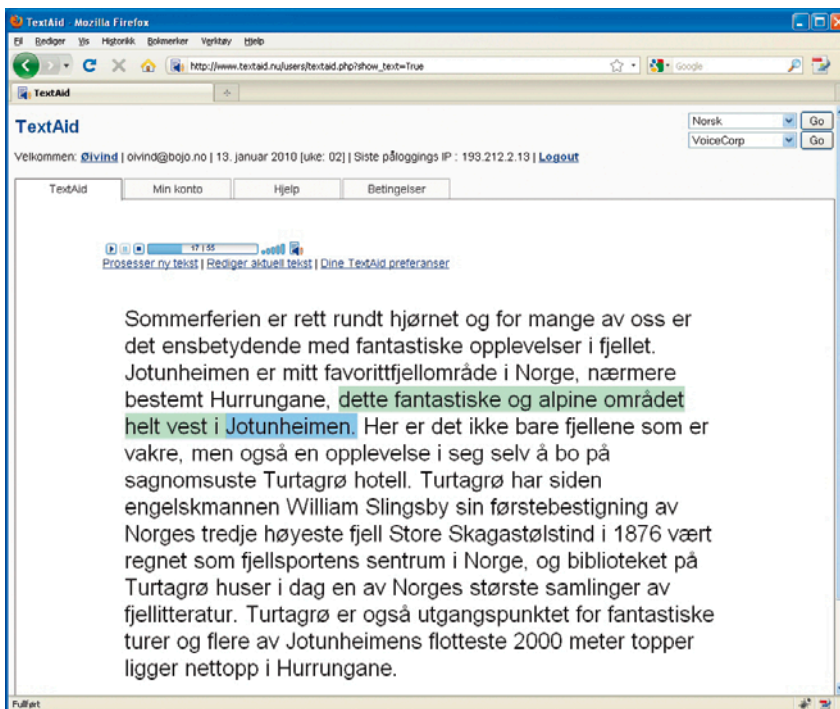 TextAid - Mozilla Firefox
Fil Rediger Vis Historikk Bokmerker Verktøy Hjelp
http://www.textaid.nu/users/textaid.php?show_text=True
Google
TextAid
TextAid
Norsk Go
VoiceCorp Go
Velkommen: Øivind | oivind@bojo.no | 13. januar 2010 [uke: 02] | Siste påloggings IP : 193.212.2.13 | Logout
TextAid Min konto Hjelp Betingelser
17 | 55
Prosesser ny tekst | Rediger aktuell tekst | Dine TextAid preferanser
Sommerferien er rett rundt hjørnet og for mange av oss er
det ensbetydende med fantastiske opplevelser i fjellet.
Jotunheimen er mitt favorittfjellområde i Norge, nærmere
bestemt Hurrungane, dette fantastiske og alpine området
helt vest i Jotunheimen. Her er det ikke bare fjellene som er
vakre, men også en opplevelse i seg selv å bo på
sagnomsuste Turtagrø hotell. Turtagrø har siden
engelskmannen William Slingsby sin førstebestigning av
Norges tredje høyeste fjell Store Skagastølstind i 1876 vært
regnet som fjellsportens sentrum i Norge, og biblioteket på
Turtagrø huser i dag en av Norges største samlinger av
fjellitteratur. Turtagrø er også utgangspunktet for fantastiske
turer og flere av Jotunheimens flotteste 2000 meter topper
ligger nettopp i Hurrungane.
Fullført